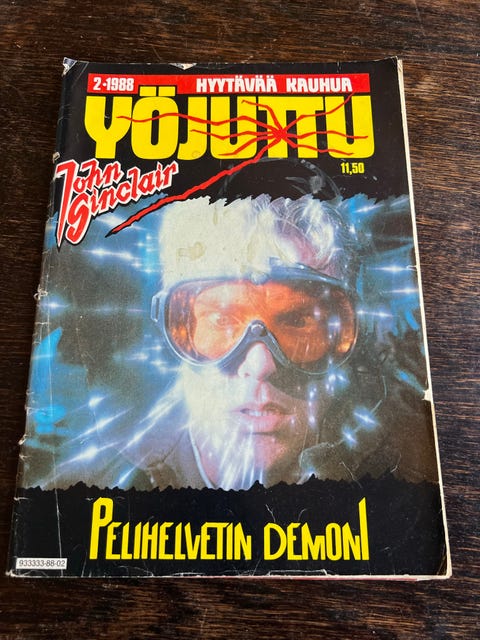 2-1988 HYYTÄVÄÄ KAUHUA
YÖJUTTU
11,50
John
Sinclair
PELIHELVETIN DEMONI
933333-88-02